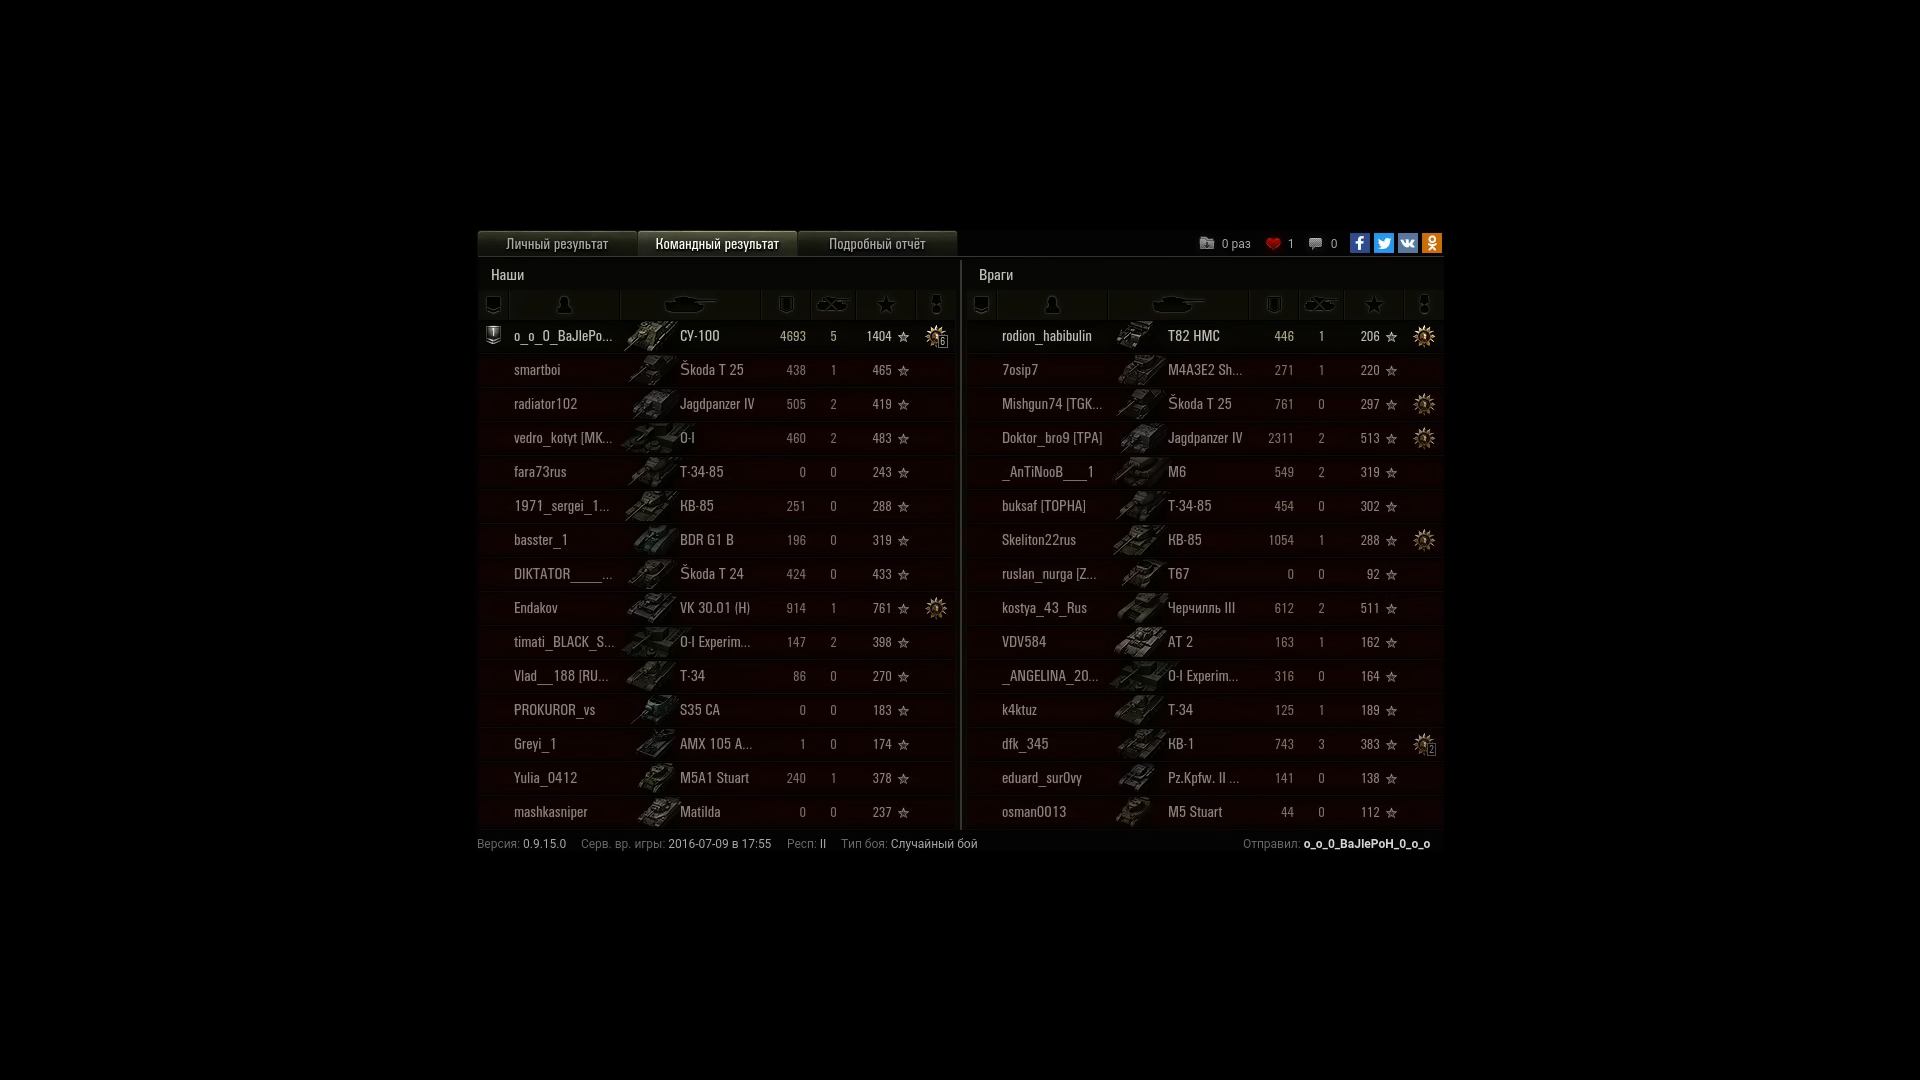 Личный результат Командный результат Подробный отчёт 0 раз 1 0
Наши Враги
o_o_0_BaJIePo... СУ-100 4693 5 1404 6 rodion_habibulin T82 HMC 446 1 206
smartboi Škoda T 25 438 1 465 7osip7 M4A3E2 Sh... 271 1 220
radiator102 Jagdpanzer IV 505 2 419 Mishgun74 [TGK... Škoda T 25 761 0 297
vedro_kotyt [MK... O-I 460 2 483 Doktor_bro9 [TPA] Jagdpanzer IV 2311 2 513
fara73rus Т-34-85 0 0 243 _AnTiNooB___1 M6 549 2 319
1971_sergei_1... КВ-85 251 0 288 buksaf [TOPHA] Т-34-85 454 0 302
basster_1 BDR G1 B 196 0 319 Skeliton22rus КВ-85 1054 1 288
DIKTATOR____... Škoda T 24 424 0 433 ruslan_nurga [Z... T67 0 0 92
Endakov VK 30.01 (H) 914 1 761 kostya_43_Rus Черчилль III 612 2 511
timati_BLACK_S... O-I Experim... 147 2 398 VDV584 AT 2 163 1 162
Vlad__188 [RU... Т-34 86 0 270 _ANGELINA_20... O-I Experim... 316 0 164
PROKUROR_vs S35 CA 0 0 183 k4ktuz Т-34 125 1 189
Greyi_1 AMX 105 A... 1 0 174 dfk_345 КВ-1 743 3 383 2
Yulia_0412 M5A1 Stuart 240 1 378 eduard_sur0vy Pz.Kpfw. II ... 141 0 138
mashkasniper Matilda 0 0 237 osman0013 M5 Stuart 44 0 112
Версия: 0.9.15.0 Серв. вр. игры: 2016-07-09 в 17:55 Респ: II Тип боя: Случайный бой Отправил: o_o_0_BaJIePoH_0_o_o